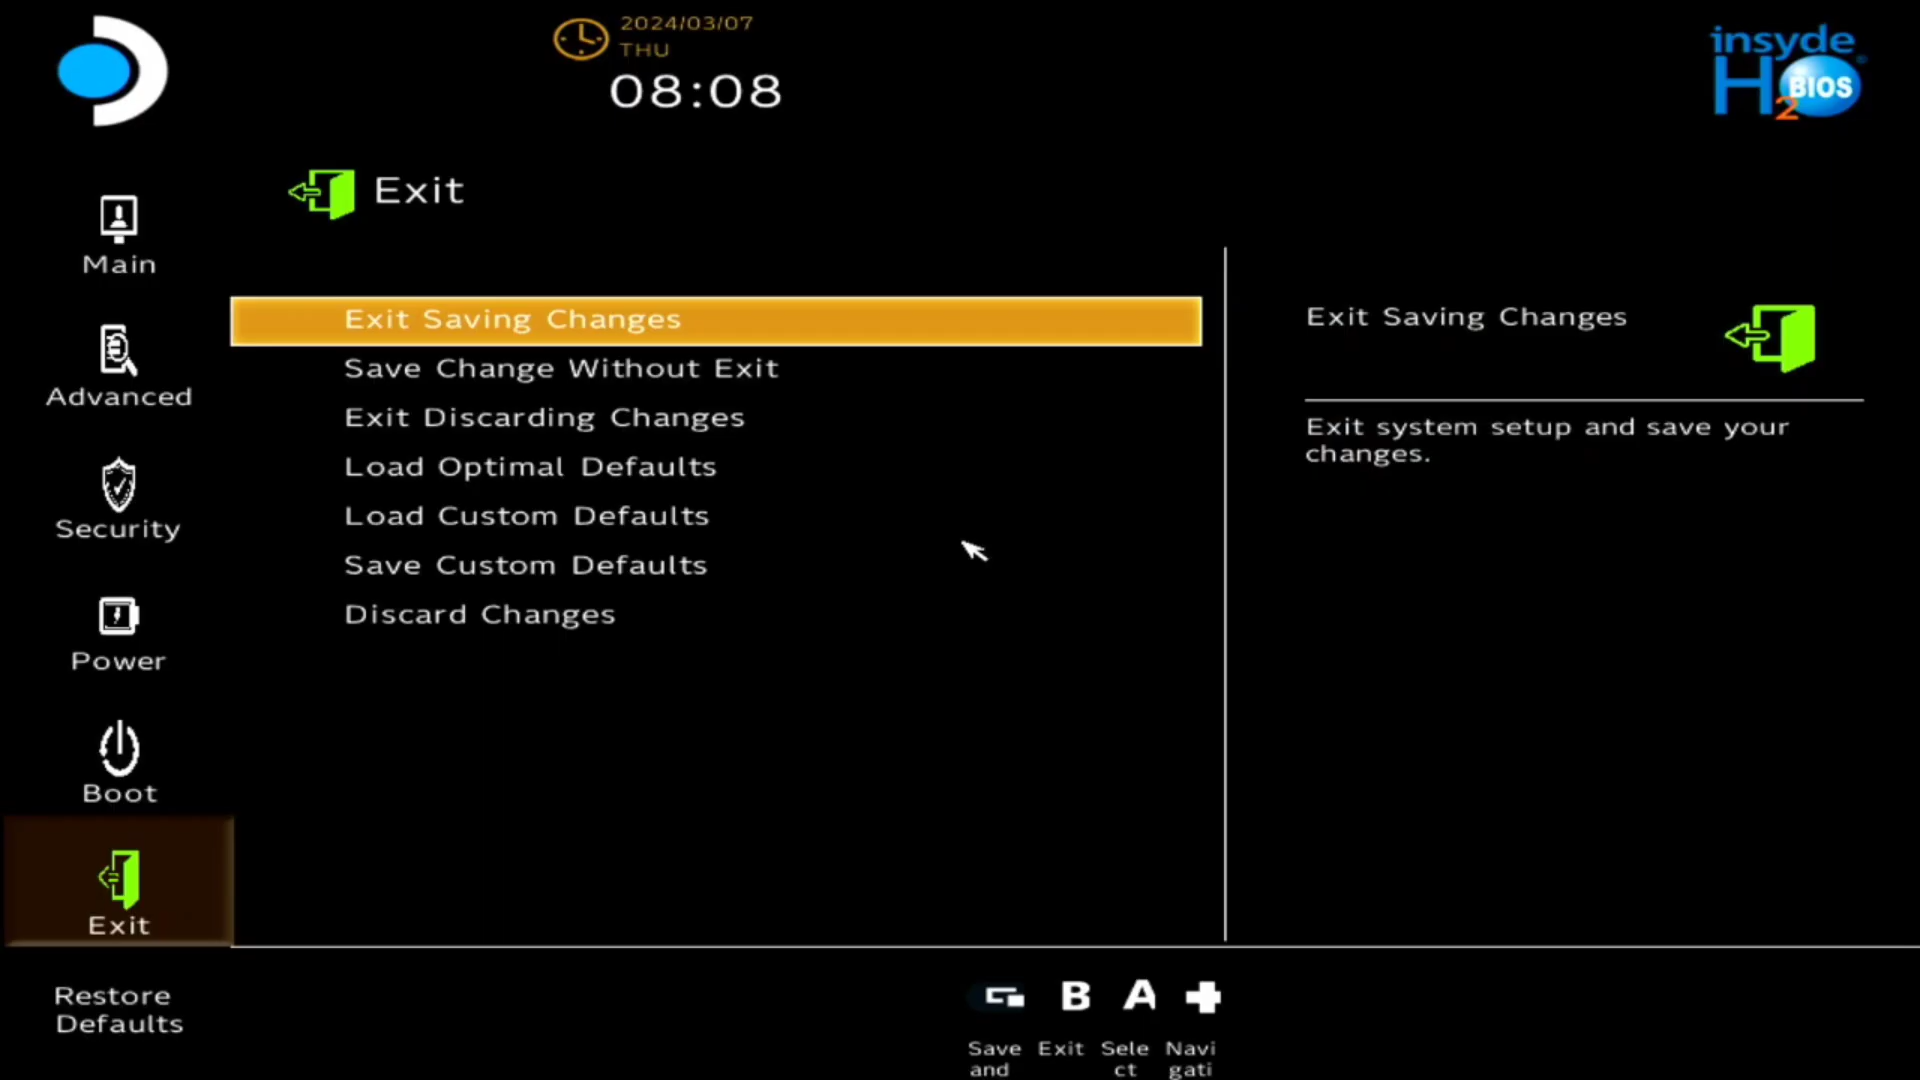 2024/03/07
THU
08:08
insyde
H2
BIOS
Exit
Main
Advanced
Security
Power
Boot
Exit
Exit Saving Changes
Save Change Without Exit
Exit Discarding Changes
Load Optimal Defaults
Load Custom Defaults
Save Custom Defaults
Discard Changes
Exit Saving Changes
Exit system setup and save your
changes.
Restore
Defaults
B A
Save Exit Sele Navi
and ct gati